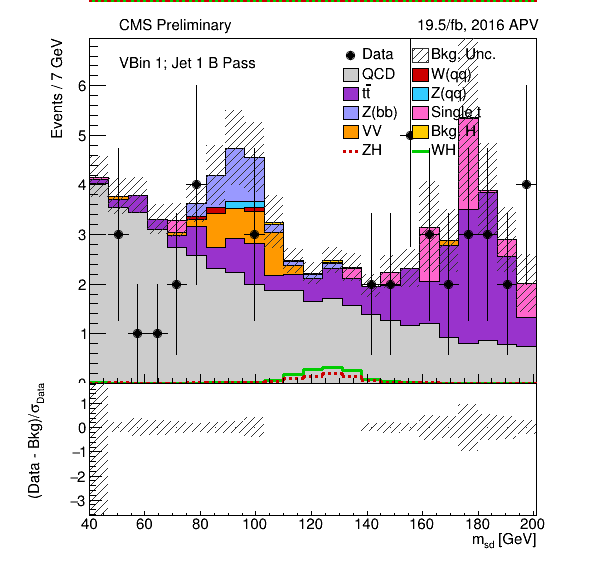 CMS Preliminary 19.5/fb, 2016 APV
Events / 7 GeV
VBin 1; Jet 1 B Pass
Data Bkg. Unc.
QCD W(qq)
tt̄ Z(qq)
Z(bb) Single t
VV Bkg. H
ZH WH
6
5
4
3
2
1
0
(Data - Bkg)/σData
1
0
−1
−2
−3
40 60 80 100 120 140 160 180 200
msd [GeV]